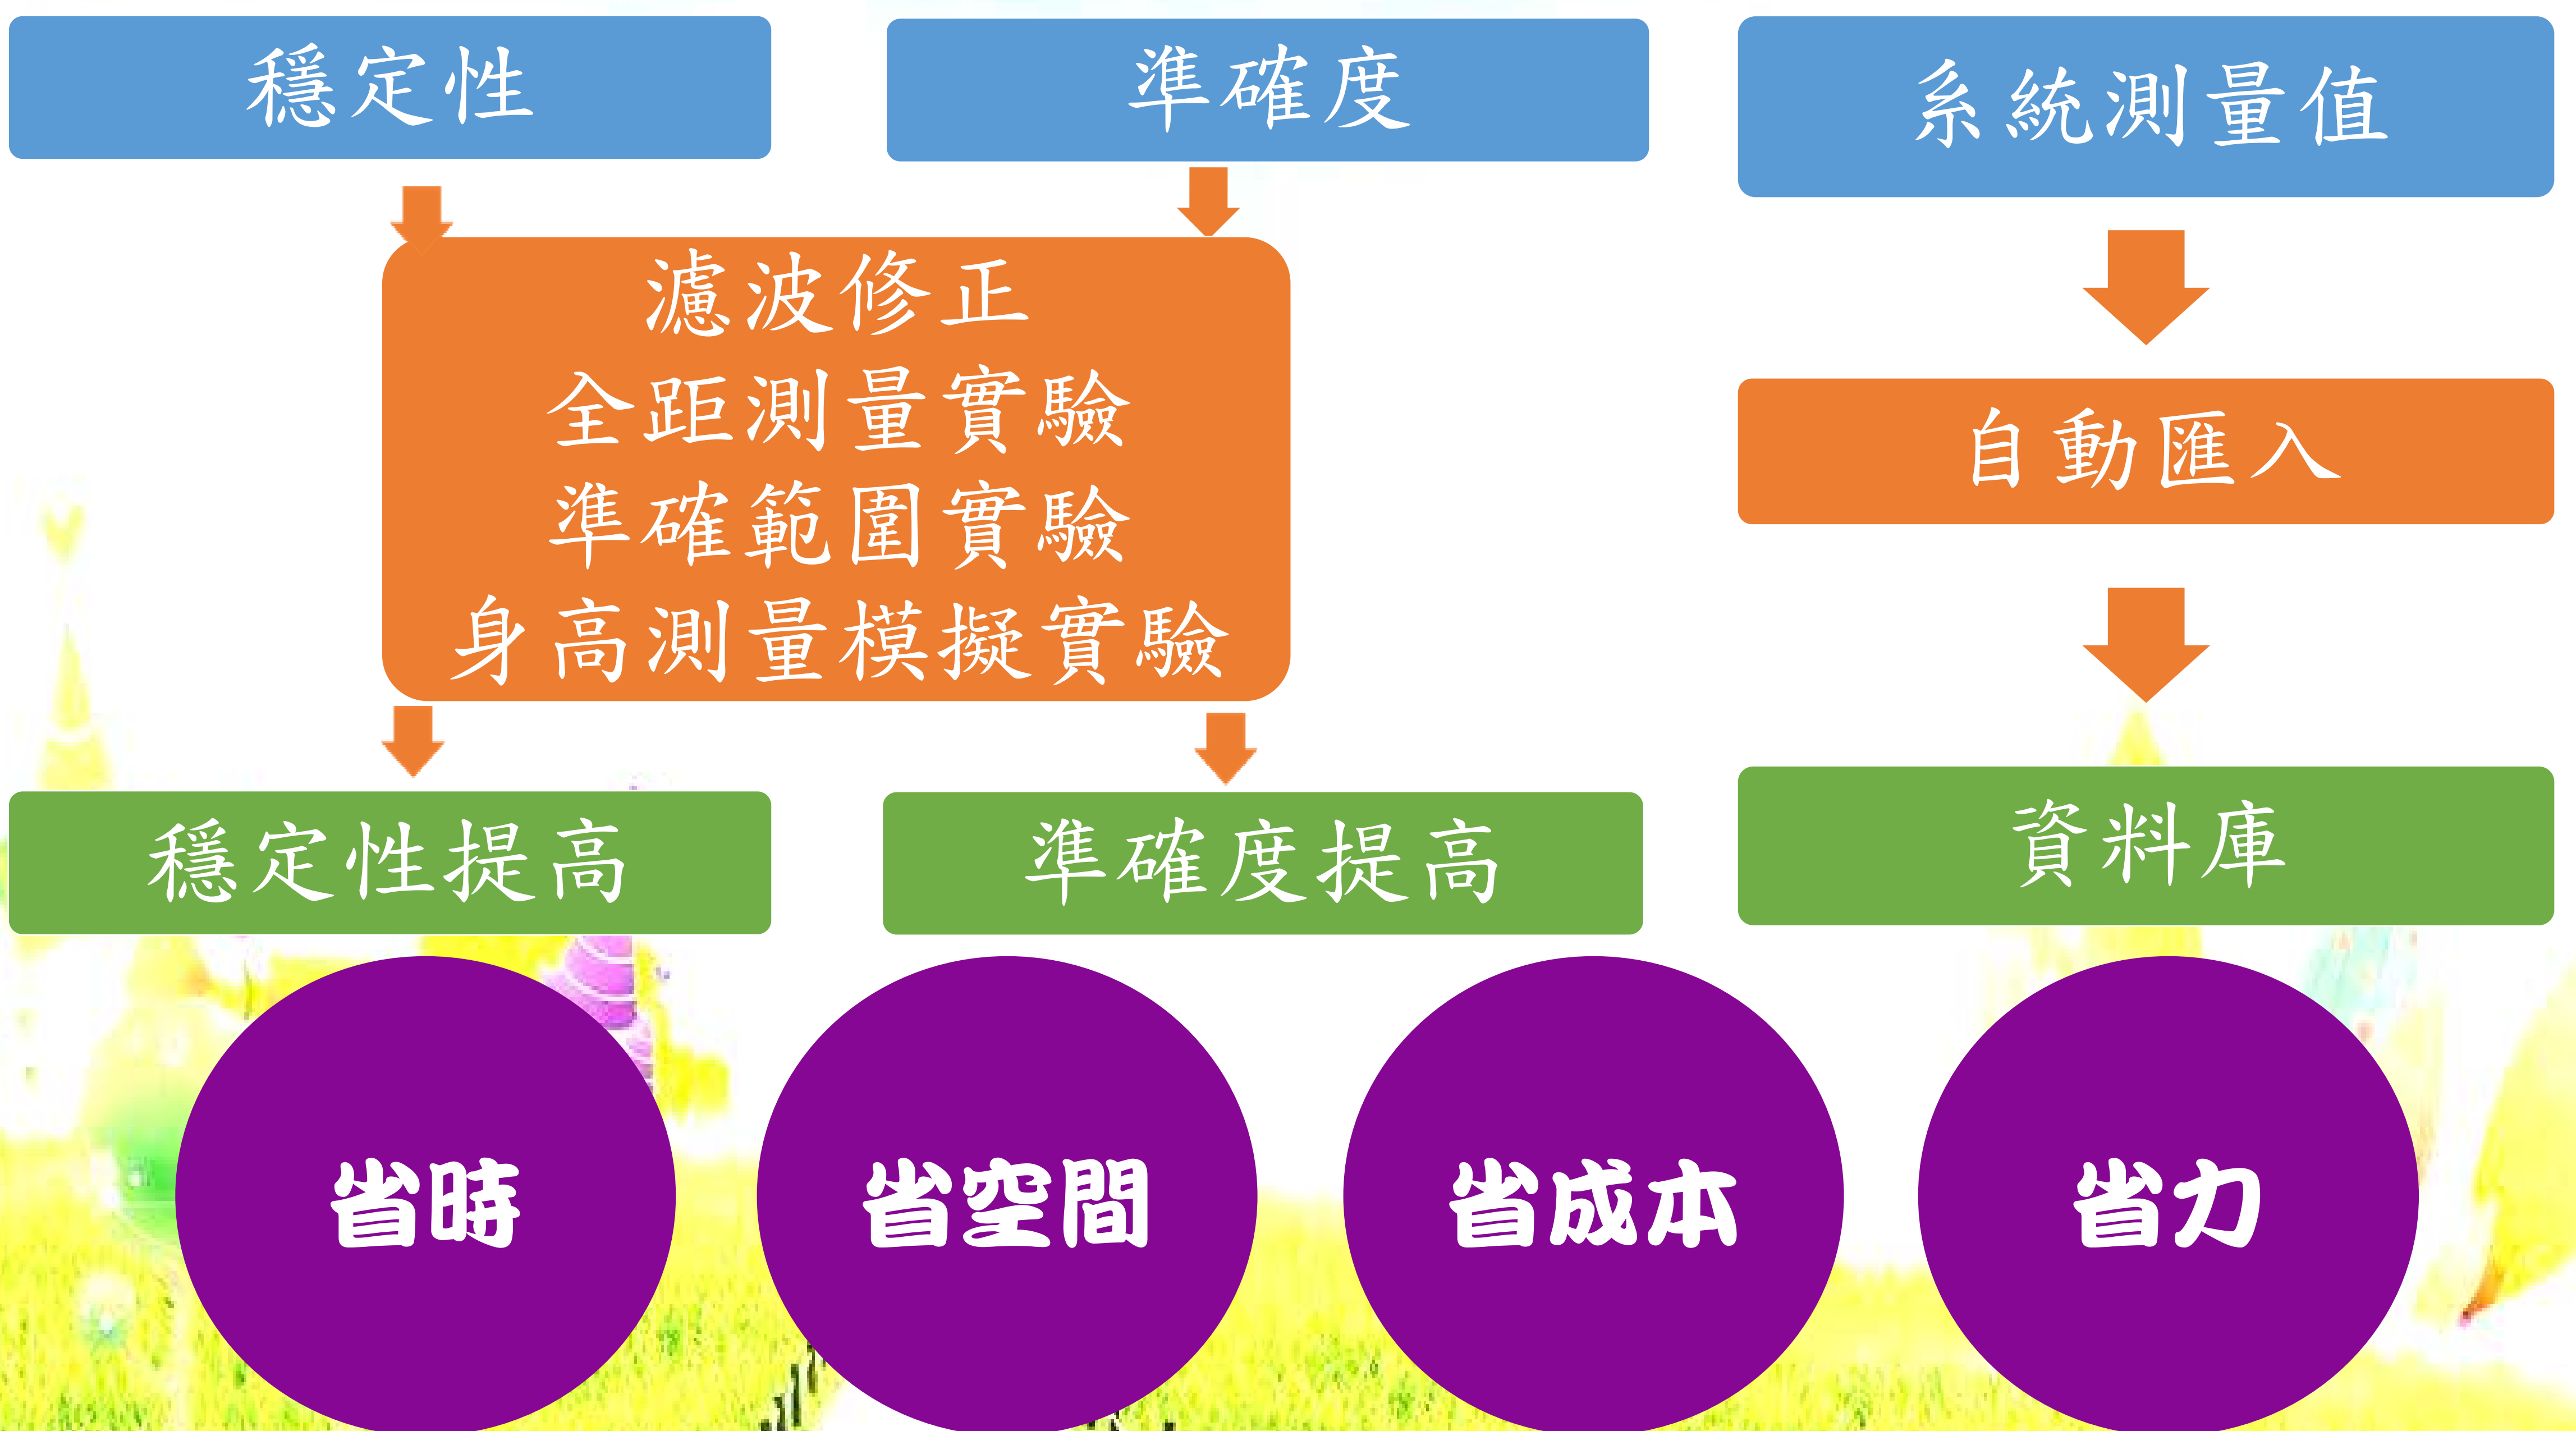 穩定性
準確度
系統測量值
濾波修正
全距測量實驗
準確範圍實驗
身高測量模擬實驗
自動匯入
穩定性提高
準確度提高
資料庫
省時
省空間
省成本
省力